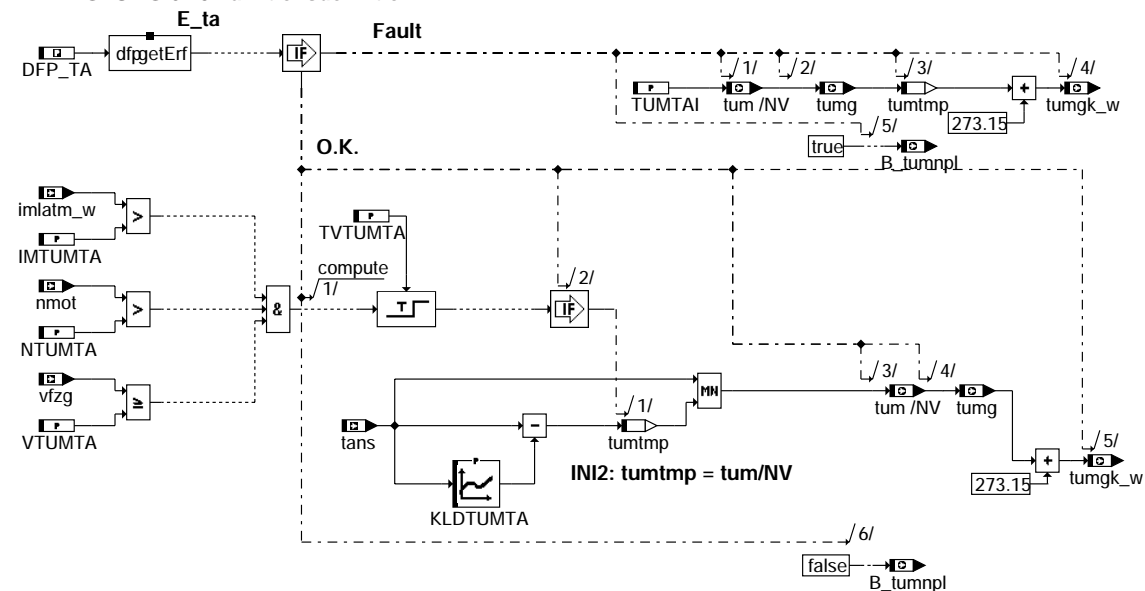 E_ta
Fault
DFP_TA
dfpgetErf
IF
1/
2/
3/
4/
TUMTAI
tum /NV
tumg
tumtmp
+
tumgk_w
273.15
5/
true
B_tumnpl
O.K.
imlatm_w
>
IMTUMTA
nmot
>
NTUMTA
vfzg
VTUMTA
&
TVTUMTA
compute
1/
T
2/
IF
MN
3/
4/
tum /NV
tumg
tans
-
1/
tumtmp
KLDTUMTA
INI2: tumtmp = tum/NV
+
5/
273.15
tumgk_w
6/
false
B_tumnpl